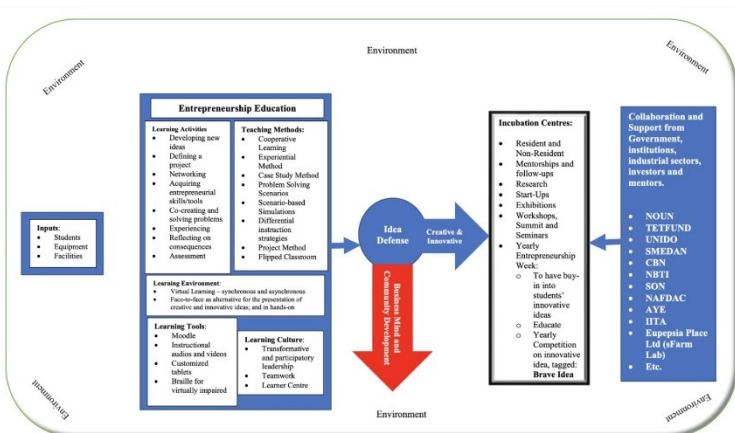 Environment
Environment
Environment
Entrepreneurship Education
Learning Activities
• Developing new
ideas
• Defining a
project
• Networking
• Acquiring
entrepreneurial
skills/tools
• Co-creating and
solving problems
• Experiencing
• Reflecting on
consequences
• Assessment
Teaching Methods:
• Cooperative
Learning
• Experiential
Method
• Case Study Method
• Problem Solving
Scenarios
• Scenario-based
Simulations
• Differential
instruction
strategies
• Project Method
• Flipped Classroom
Learning Environment:
• Virtual Learning – synchronous and asynchronous
• Face-to-face as alternative for the presentation of
creative and innovative ideas; and in hands-on
Learning Tools:
• Moodle
• Instructional
audios and videos
• Customized
tablets
• Braille for
virtually impaired
Learning Culture:
• Transformative
and participatory
leadership
• Teamwork
• Learner Centre
Inputs:
• Students
• Equipment
• Facilities
Idea
Defense
Creative &
Innovative
Business Mind and
Community Development
Incubation Centres:
• Resident and
Non-Resident
• Mentorships and
follow-ups
• Research
• Start-Ups
• Exhibitions
• Workshops,
Summit and
Seminars
• Yearly
Entrepreneurship
Week:
o To have buy-
in into
students'
innovative
ideas
o Educate
o Yearly
Competition
on innovative
idea, tagged:
Brave Idea
Collaboration and
Support from
Government,
institutions,
industrial sectors,
investors and
mentors.
• NOUN
• TETFUND
• UNIDO
• SMEDAN
• CBN
• NBTI
• SON
• NAFDAC
• AYE
• IITA
• Eupepsia Place
Ltd (sFarm
Lab)
• Etc.
Environment
Environment
Environment